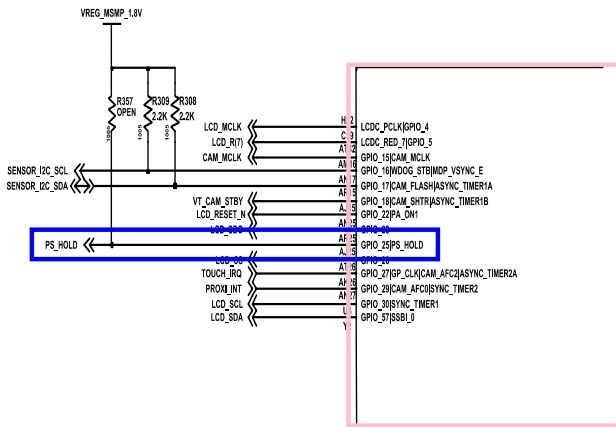 VREG_MSMP_1.8V
R357
OPEN
1005
R309
2.2K
1005
R308
2.2K
1005
LCD_MCLK
LCDC_PCLK|GPIO_4
LCD_R(7)
LCDC_RED_7|GPIO_5
CAM_MCLK
GPIO_15|CAM_MCLK
SENSOR_I2C_SCL
GPIO_16|WDOG_STB|MDP_VSYNC_E
SENSOR_I2C_SDA
GPIO_17|CAM_FLASH|ASYNC_TIMER1A
VT_CAM_STBY
GPIO_18|CAM_SHTR|ASYNC_TIMER1B
LCD_RESET_N
GPIO_22|PA_ON1
PS_HOLD
GPIO_25|PS_HOLD
TOUCH_IRQ
GPIO_27|GP_CLK|CAM_AFC2|ASYNC_TIMER2A
PROXI_INT
GPIO_29|CAM_AFC0|SYNC_TIMER2
LCD_SCL
GPIO_30|SYNC_TIMER1
LCD_SDA
GPIO_57|SSBI_0